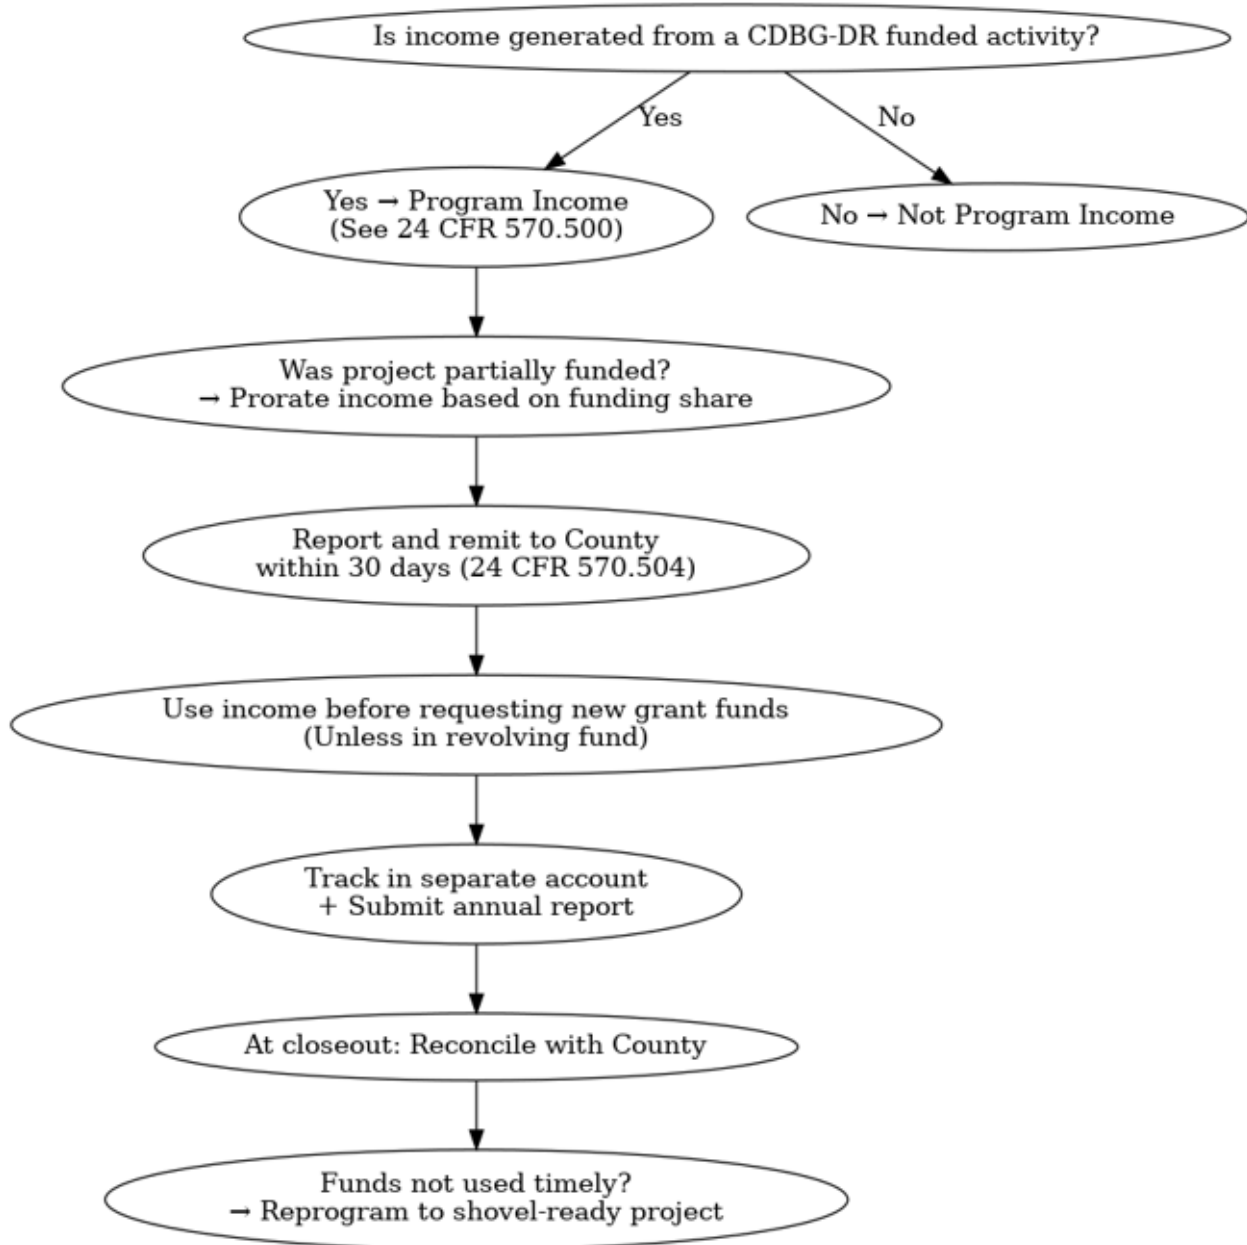 Is income generated from a CDBG-DR funded activity?
Yes
No
Yes → Program Income
(See 24 CFR 570.500)
No → Not Program Income
Was project partially funded?
→ Prorate income based on funding share
Report and remit to County
within 30 days (24 CFR 570.504)
Use income before requesting new grant funds
(Unless in revolving fund)
Track in separate account
+ Submit annual report
At closeout: Reconcile with County
Funds not used timely?
→ Reprogram to shovel-ready project